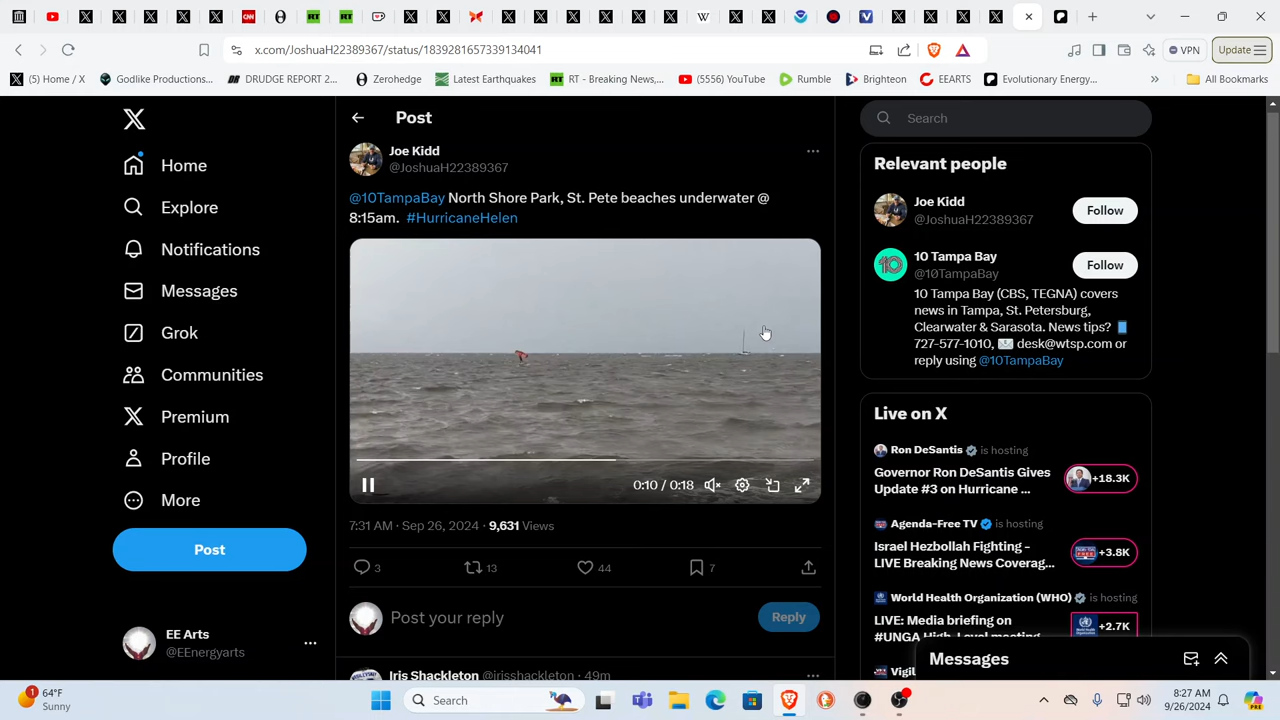 x.com/JoshuaH22389367/status/1839281657339134041
VPN
Update
(5) Home / X
Godlike Productions...
DRUDGE REPORT 2...
Zerohedge
Latest Earthquakes
RT - Breaking News,...
(5556) YouTube
Rumble
Brighteon
EEARTS
Evolutionary Energy...
All Bookmarks
Home
Explore
Notifications
Messages
Grok
Communities
Premium
Profile
More
Post
EE Arts
@EEnergyarts
Post
Joe Kidd
@JoshuaH22389367
@10TampaBay North Shore Park, St. Pete beaches underwater @
8:15am. #HurricaneHelen
0:10 / 0:18
7:31 AM · Sep 26, 2024 · 9,631 Views
3
13
44
7
Post your reply
Reply
Iris Shackleton @irisshackleton · 49m
Search
Relevant people
Joe Kidd
@JoshuaH22389367
Follow
10 Tampa Bay
@10TampaBay
Follow
10 Tampa Bay (CBS, TEGNA) covers
news in Tampa, St. Petersburg,
Clearwater & Sarasota. News tips?
727-577-1010, desk@wtsp.com or
reply using @10TampaBay
Live on X
Ron DeSantis is hosting
Governor Ron DeSantis Gives
Update #3 on Hurricane ...
+18.3K
Agenda-Free TV is hosting
Israel Hezbollah Fighting -
LIVE Breaking News Coverag...
+3.8K
World Health Organization (WHO) is hosting
LIVE: Media briefing on
#UNGA High-Level meeting
+2.7K
Vigil
Messages
1
64°F
Sunny
Search
8:27 AM
9/26/2024